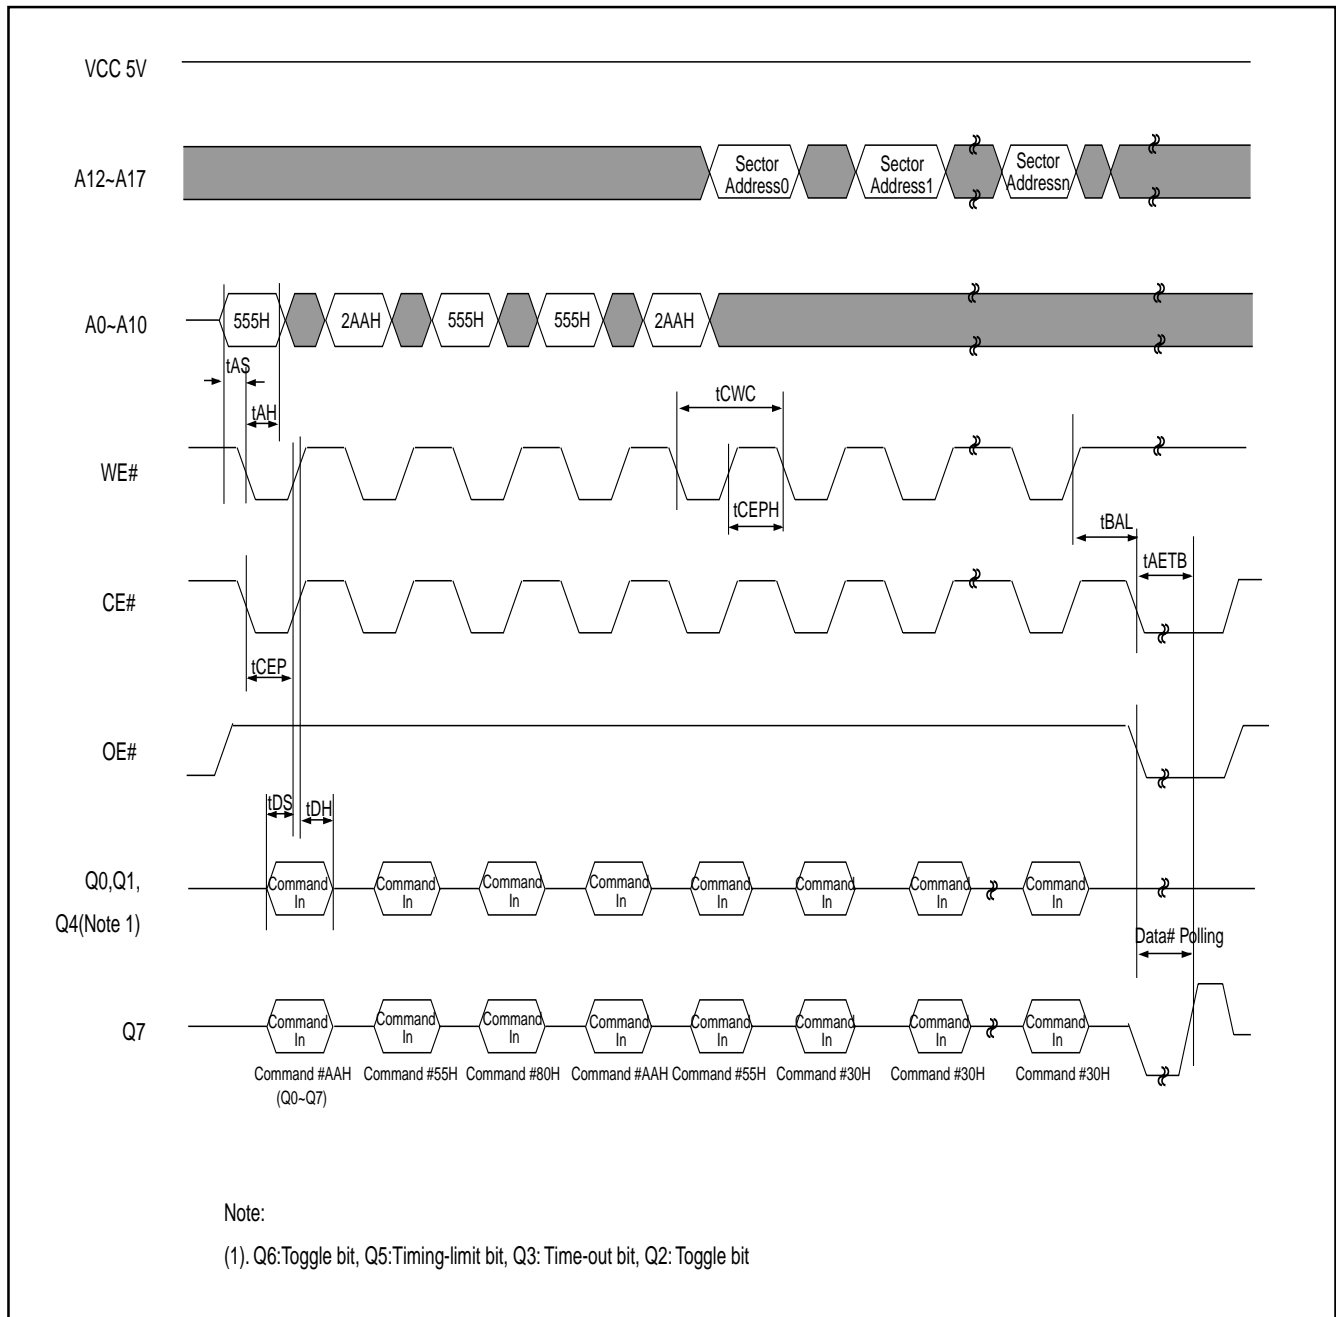 VCC 5V
A12~A17
Sector Address0
Sector Address1
Sector Addressn
A0~A10
555H
2AAH
555H
555H
2AAH
tAS
tAH
tCWC
WE#
tCEPH
tBAL
tAETB
CE#
tCEP
OE#
tDS
tDH
Q0,Q1,
Q4(Note 1)
Command In
Command In
Command In
Command In
Command In
Command In
Command In
Command In
Data# Polling
Q7
Command In
Command In
Command In
Command In
Command In
Command In
Command In
Command In
Command #AAH
(Q0~Q7)
Command #55H
Command #80H
Command #AAH
Command #55H
Command #30H
Command #30H
Command #30H
Note:
(1). Q6:Toggle bit, Q5:Timing-limit bit, Q3: Time-out bit, Q2: Toggle bit